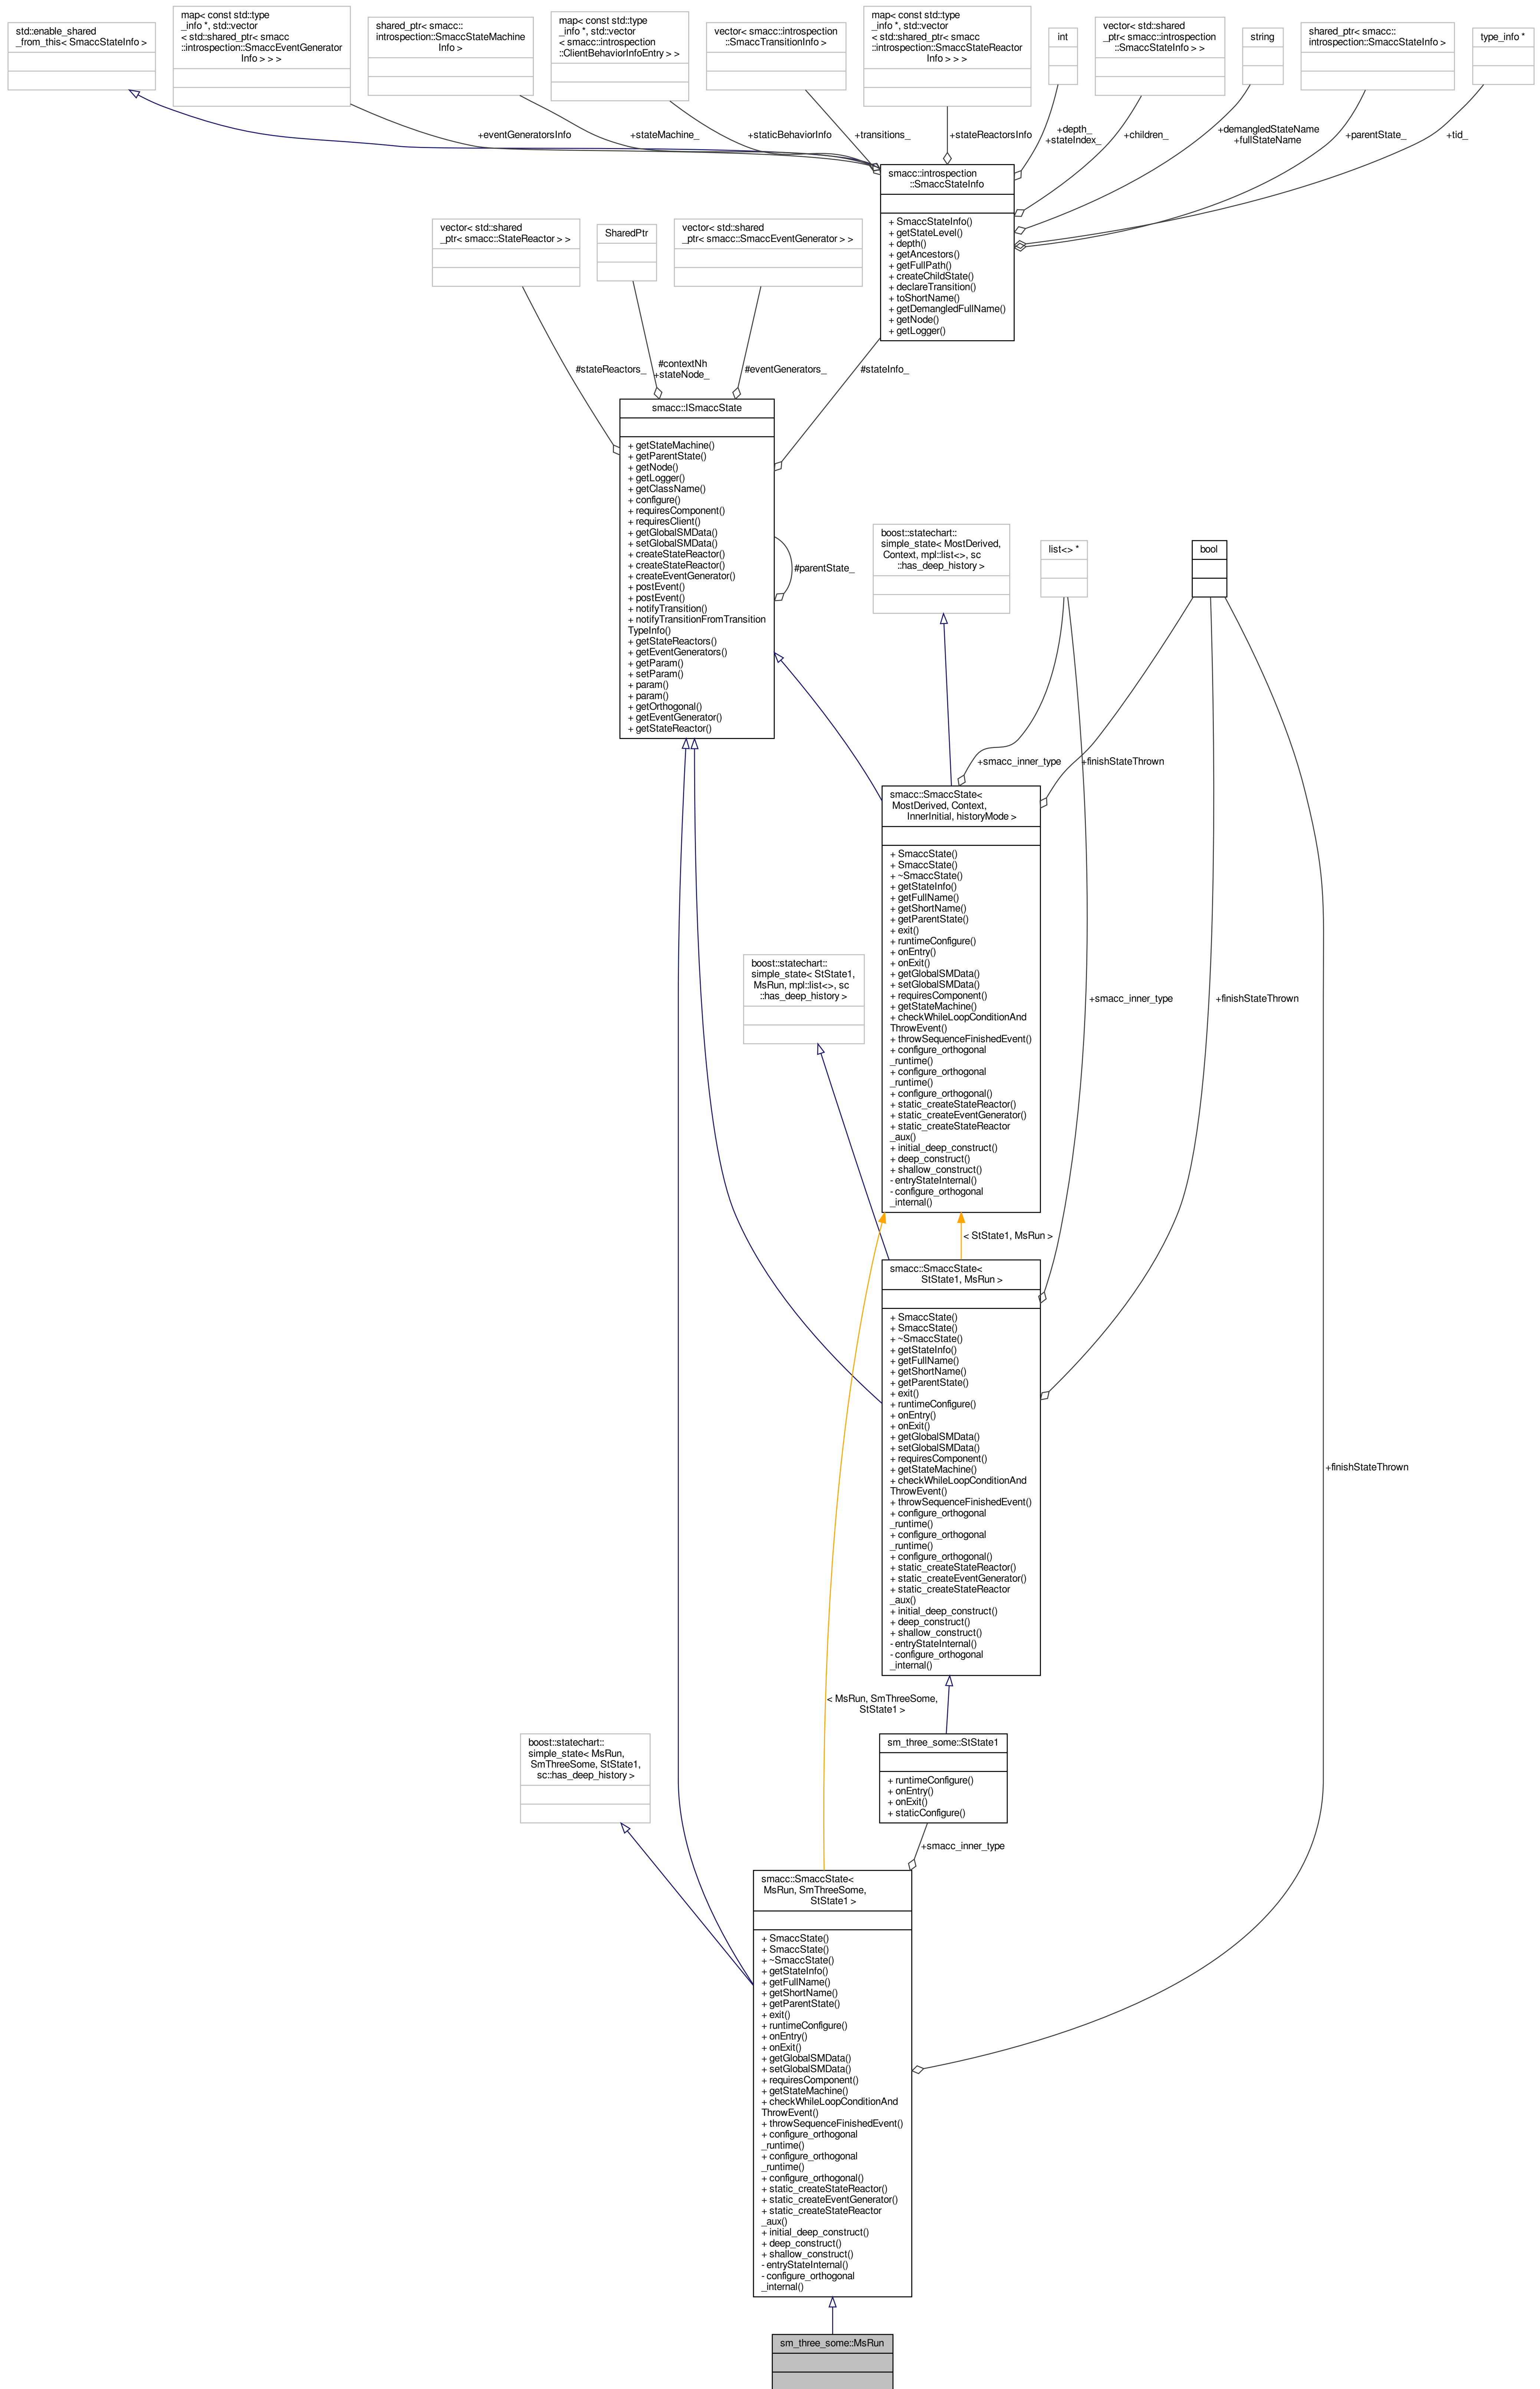 std::enable_shared
_from_this< SmaccStateInfo >
map< const std::type
_info *, std::vector
< std::shared_ptr< smacc
::introspection::SmaccEventGenerator
Info > > >
shared_ptr< smacc::
introspection::SmaccStateMachine
Info >
map< const std::type
_info *, std::vector
< smacc::introspection
::ClientBehaviorInfoEntry > >
vector< smacc::introspection
::SmaccTransitionInfo >
map< const std::type
_info *, std::vector
< std::shared_ptr< smacc
::introspection::SmaccStateReactor
Info > > >
int
vector< std::shared
_ptr< smacc::introspection
::SmaccStateInfo > >
string
shared_ptr< smacc::
introspection::SmaccStateInfo >
type_info *
+eventGeneratorsInfo
+stateMachine_
+staticBehaviorInfo
+transitions_
+stateReactorsInfo
+depth_
+stateIndex_
+children_
+demangledStateName
+fullStateName
+parentState_
+tid_
smacc::introspection
::SmaccStateInfo
+ SmaccStateInfo()
+ getStateLevel()
+ depth()
+ getAncestors()
+ getFullPath()
+ createChildState()
+ declareTransition()
+ toShortName()
+ getDemangledFullName()
+ getNode()
+ getLogger()
vector< std::shared
_ptr< smacc::StateReactor > >
SharedPtr
vector< std::shared
_ptr< smacc::SmaccEventGenerator > >
#stateReactors_
#contextNh
+stateNode_
#eventGenerators_
#stateInfo_
smacc::ISmaccState
+ getStateMachine()
+ getParentState()
+ getNode()
+ getLogger()
+ getClassName()
+ configure()
+ requiresComponent()
+ requiresClient()
+ getGlobalSMData()
+ setGlobalSMData()
+ createStateReactor()
+ createStateReactor()
+ createEventGenerator()
+ postEvent()
+ postEvent()
+ notifyTransition()
+ notifyTransitionFromTransition
TypeInfo()
+ getStateReactors()
+ getEventGenerators()
+ getParam()
+ setParam()
+ param()
+ param()
+ getOrthogonal()
+ getEventGenerator()
+ getStateReactor()
#parentState_
boost::statechart::
simple_state< MostDerived,
Context, mpl::list<>, sc
::has_deep_history >
list<> *
bool
+smacc_inner_type
+finishStateThrown
smacc::SmaccState<
MostDerived, Context,
InnerInitial, historyMode >
+ SmaccState()
+ SmaccState()
+ ~SmaccState()
+ getStateInfo()
+ getFullName()
+ getShortName()
+ getParentState()
+ exit()
+ runtimeConfigure()
+ onEntry()
+ onExit()
+ getGlobalSMData()
+ setGlobalSMData()
+ requiresComponent()
+ getStateMachine()
+ checkWhileLoopConditionAnd
ThrowEvent()
+ throwSequenceFinishedEvent()
+ configure_orthogonal
_runtime()
+ configure_orthogonal
_runtime()
+ configure_orthogonal()
+ static_createStateReactor()
+ static_createEventGenerator()
+ static_createStateReactor
_aux()
+ initial_deep_construct()
+ deep_construct()
+ shallow_construct()
- entryStateInternal()
- configure_orthogonal
_internal()
boost::statechart::
simple_state< StState1,
MsRun, mpl::list<>, sc
::has_deep_history >
+smacc_inner_type
+finishStateThrown
< StState1, MsRun >
smacc::SmaccState<
StState1, MsRun >
+ SmaccState()
+ SmaccState()
+ ~SmaccState()
+ getStateInfo()
+ getFullName()
+ getShortName()
+ getParentState()
+ exit()
+ runtimeConfigure()
+ onEntry()
+ onExit()
+ getGlobalSMData()
+ setGlobalSMData()
+ requiresComponent()
+ getStateMachine()
+ checkWhileLoopConditionAnd
ThrowEvent()
+ throwSequenceFinishedEvent()
+ configure_orthogonal
_runtime()
+ configure_orthogonal
_runtime()
+ configure_orthogonal()
+ static_createStateReactor()
+ static_createEventGenerator()
+ static_createStateReactor
_aux()
+ initial_deep_construct()
+ deep_construct()
+ shallow_construct()
- entryStateInternal()
- configure_orthogonal
_internal()
+finishStateThrown
< MsRun, SmThreeSome,
StState1 >
boost::statechart::
simple_state< MsRun,
SmThreeSome, StState1,
sc::has_deep_history >
sm_three_some::StState1
+ runtimeConfigure()
+ onEntry()
+ onExit()
+ staticConfigure()
+smacc_inner_type
smacc::SmaccState<
MsRun, SmThreeSome,
StState1 >
+ SmaccState()
+ SmaccState()
+ ~SmaccState()
+ getStateInfo()
+ getFullName()
+ getShortName()
+ getParentState()
+ exit()
+ runtimeConfigure()
+ onEntry()
+ onExit()
+ getGlobalSMData()
+ setGlobalSMData()
+ requiresComponent()
+ getStateMachine()
+ checkWhileLoopConditionAnd
ThrowEvent()
+ throwSequenceFinishedEvent()
+ configure_orthogonal
_runtime()
+ configure_orthogonal
_runtime()
+ configure_orthogonal()
+ static_createStateReactor()
+ static_createEventGenerator()
+ static_createStateReactor
_aux()
+ initial_deep_construct()
+ deep_construct()
+ shallow_construct()
- entryStateInternal()
- configure_orthogonal
_internal()
sm_three_some::MsRun